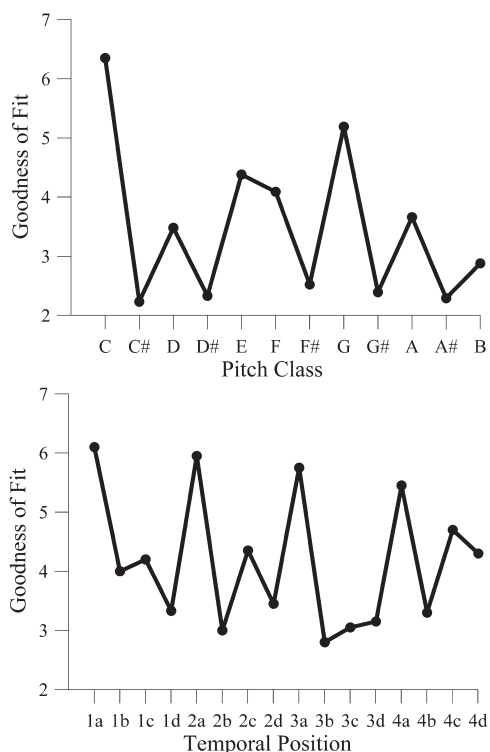 7
6
5
4
3
2
Goodness of Fit
C C# D D# E F F# G G# A A# B
Pitch Class
7
6
5
4
3
2
Goodness of Fit
1a 1b 1c 1d 2a 2b 2c 2d 3a 3b 3c 3d 4a 4b 4c 4d
Temporal Position